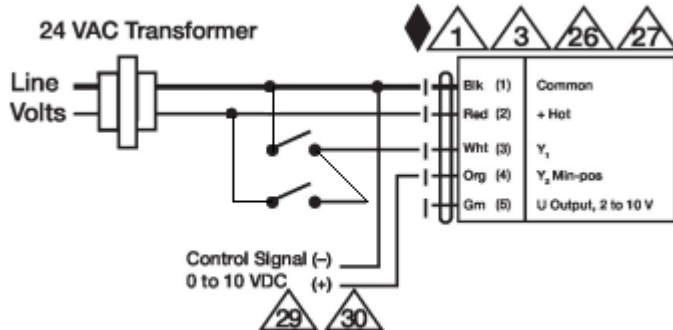 24 VAC Transformer
1 3 26 27
Line
Volts
Blk (1) Common
Red (2) + Hot
Wht (3) Y₁
Org (4) Y₃ Min-pos
Grn (5) U Output, 2 to 10 V
Control Signal (–)
0 to 10 VDC (+)
29 30